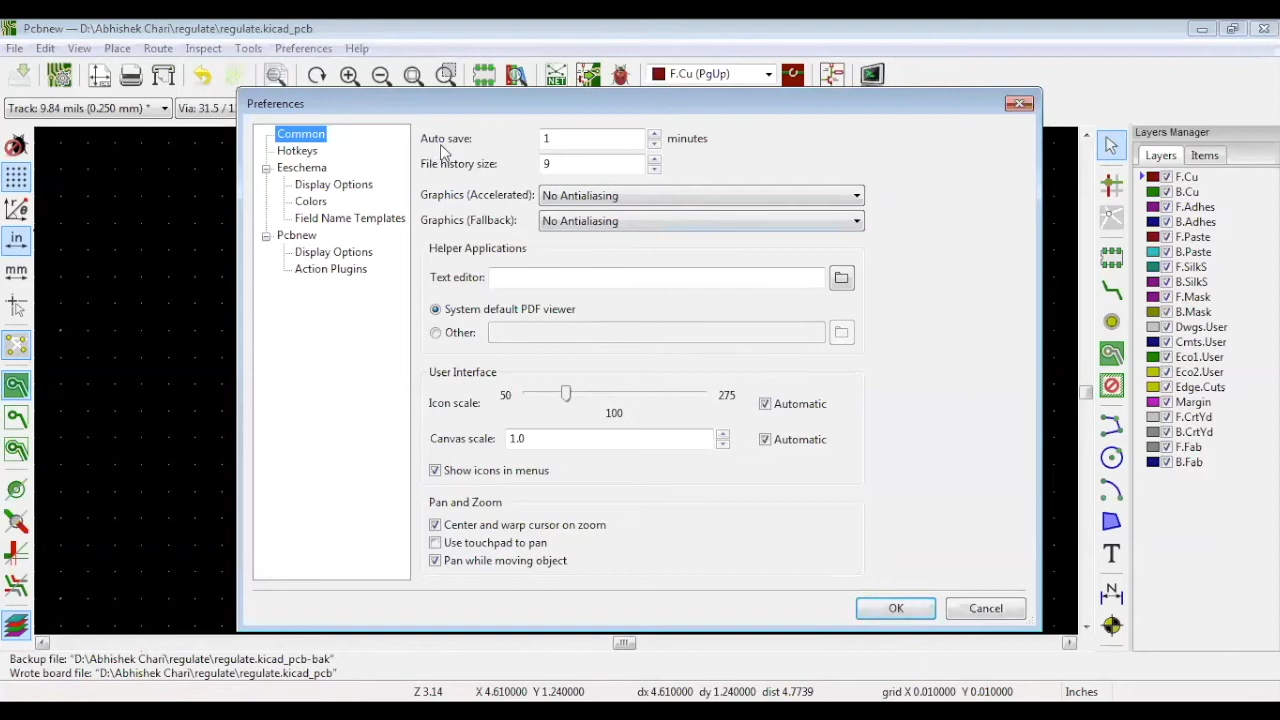 Pcbnew — D:\Abhishek Chari\regulate\regulate.kicad_pcb
File Edit View Place Route Inspect Tools Preferences Help
NET F.Cu (PgUp)
Track: 9.84 mils (0.250 mm) * Via: 31.5 / 1
Preferences
Common
Hotkeys
Eeschema
Display Options
Colors
Field Name Templates
Pcbnew
Display Options
Action Plugins
Auto save: 1 minutes
File history size: 9
Graphics (Accelerated): No Antialiasing
Graphics (Fallback): No Antialiasing
Helper Applications
Text editor:
System default PDF viewer
Other:
User Interface
Icon scale: 50 275 Automatic
100
Canvas scale: 1.0 Automatic
Show icons in menus
Pan and Zoom
Center and warp cursor on zoom
Use touchpad to pan
Pan while moving object
OK Cancel
in
mm
T
N
Layers Manager
Layers Items
F.Cu
B.Cu
F.Adhes
B.Adhes
F.Paste
B.Paste
F.SilkS
B.SilkS
F.Mask
B.Mask
Dwgs.User
Cmts.User
Eco1.User
Eco2.User
Edge.Cuts
Margin
F.CrtYd
B.CrtYd
F.Fab
B.Fab
Backup file: "D:\Abhishek Chari\regulate\regulate.kicad_pcb-bak"
Wrote board file: "D:\Abhishek Chari\regulate\regulate.kicad_pcb"
Z 3.14 X 4.610000 Y 1.240000 dx 4.610000 dy 1.240000 dist 4.7739 grid X 0.010000 Y 0.010000 Inches